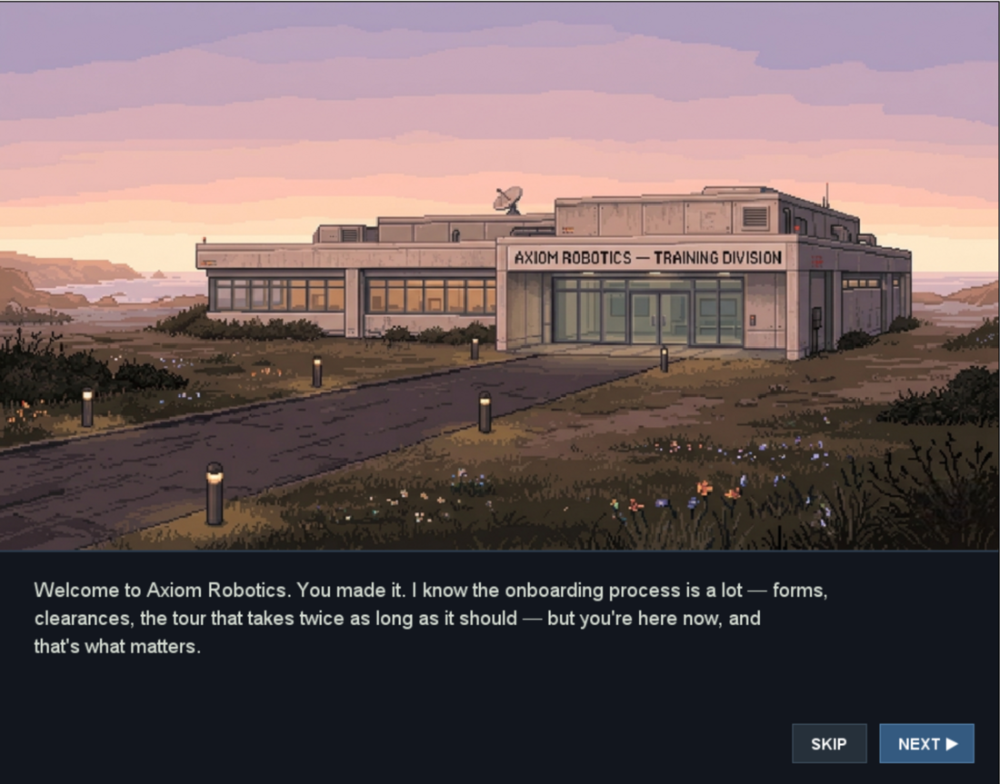 AXIOM ROBOTICS — TRAINING DIVISION
Welcome to Axiom Robotics. You made it. I know the onboarding process is a lot — forms,
clearances, the tour that takes twice as long as it should — but you're here now, and
that's what matters.
SKIP
NEXT ▶